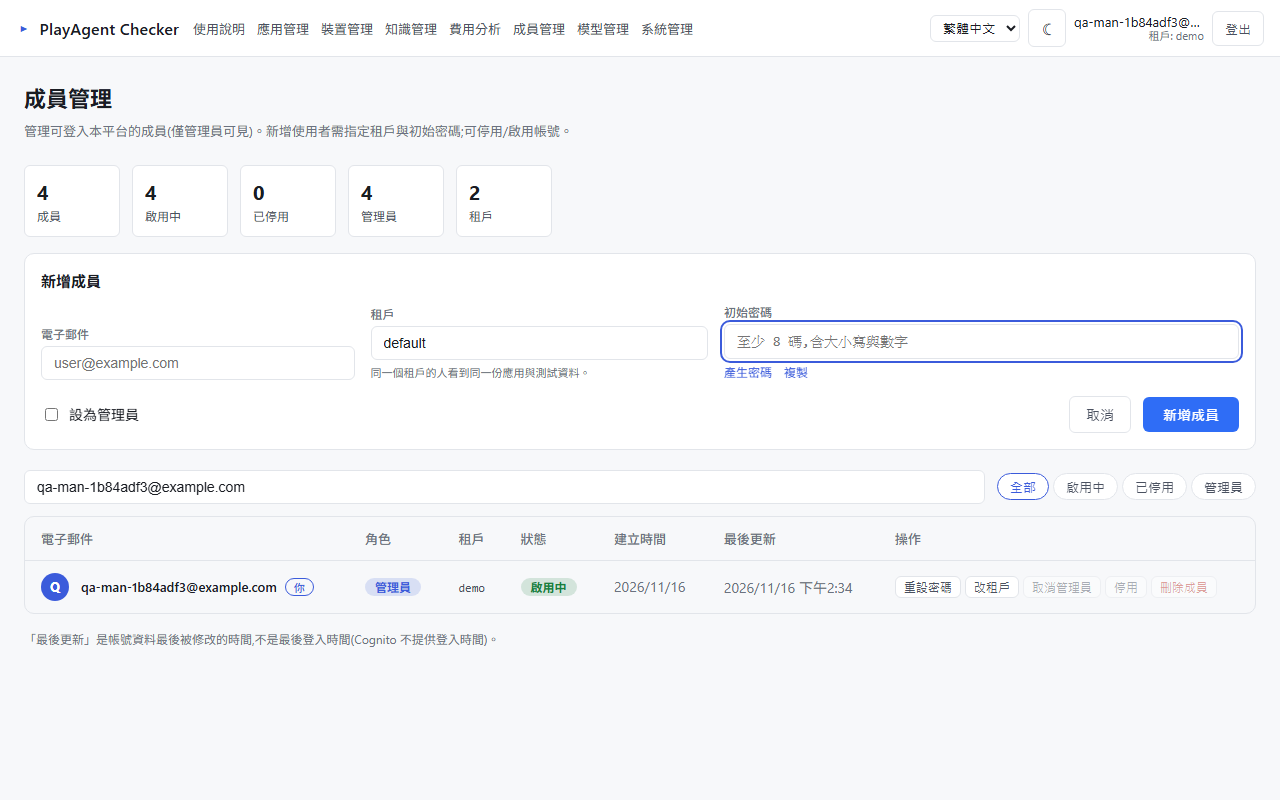 PlayAgent Checker 使用說明 應用管理 裝置管理 知識管理 費用分析 成員管理 模型管理 系統管理 繁體中文 qa-man-1b84adf3@... 登出
租戶: demo
成員管理
管理可登入本平台的成員(僅管理員可見)。新增使用者需指定租戶與初始密碼;可停用/啟用帳號。
4 4 0 4 2
成員 啟用中 已停用 管理員 租戶
新增成員
電子郵件
user@example.com
租戶
default
同一個租戶的人看到同一份應用與測試資料。
初始密碼
至少 8 碼,含大小寫與數字
產生密碼 複製
設為管理員 取消 新增成員
qa-man-1b84adf3@example.com 全部 啟用中 已停用 管理員
電子郵件 角色 租戶 狀態 建立時間 最後更新 操作
Q qa-man-1b84adf3@example.com 你 管理員 demo 啟用中 2026/11/16 2026/11/16 下午2:34 重設密碼 改租戶 取消管理員 停用 刪除成員
「最後更新」是帳號資料最後被修改的時間,不是最後登入時間(Cognito 不提供登入時間)。